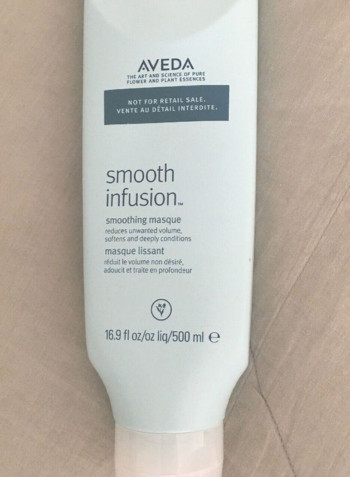 AVEDA
THE ART AND SCIENCE OF PURE
FLOWER AND PLANT ESSENCES
NOT FOR RETAIL SALE.
VENTE AU DÉTAIL INTERDITE.
smooth
infusion™
smoothing masque
reduces unwanted volume,
softens and deeply conditions
masque lissant
réduit le volume non désiré,
adoucit et traite en profondeur
16.9 fl oz/oz liq/500 ml ℮